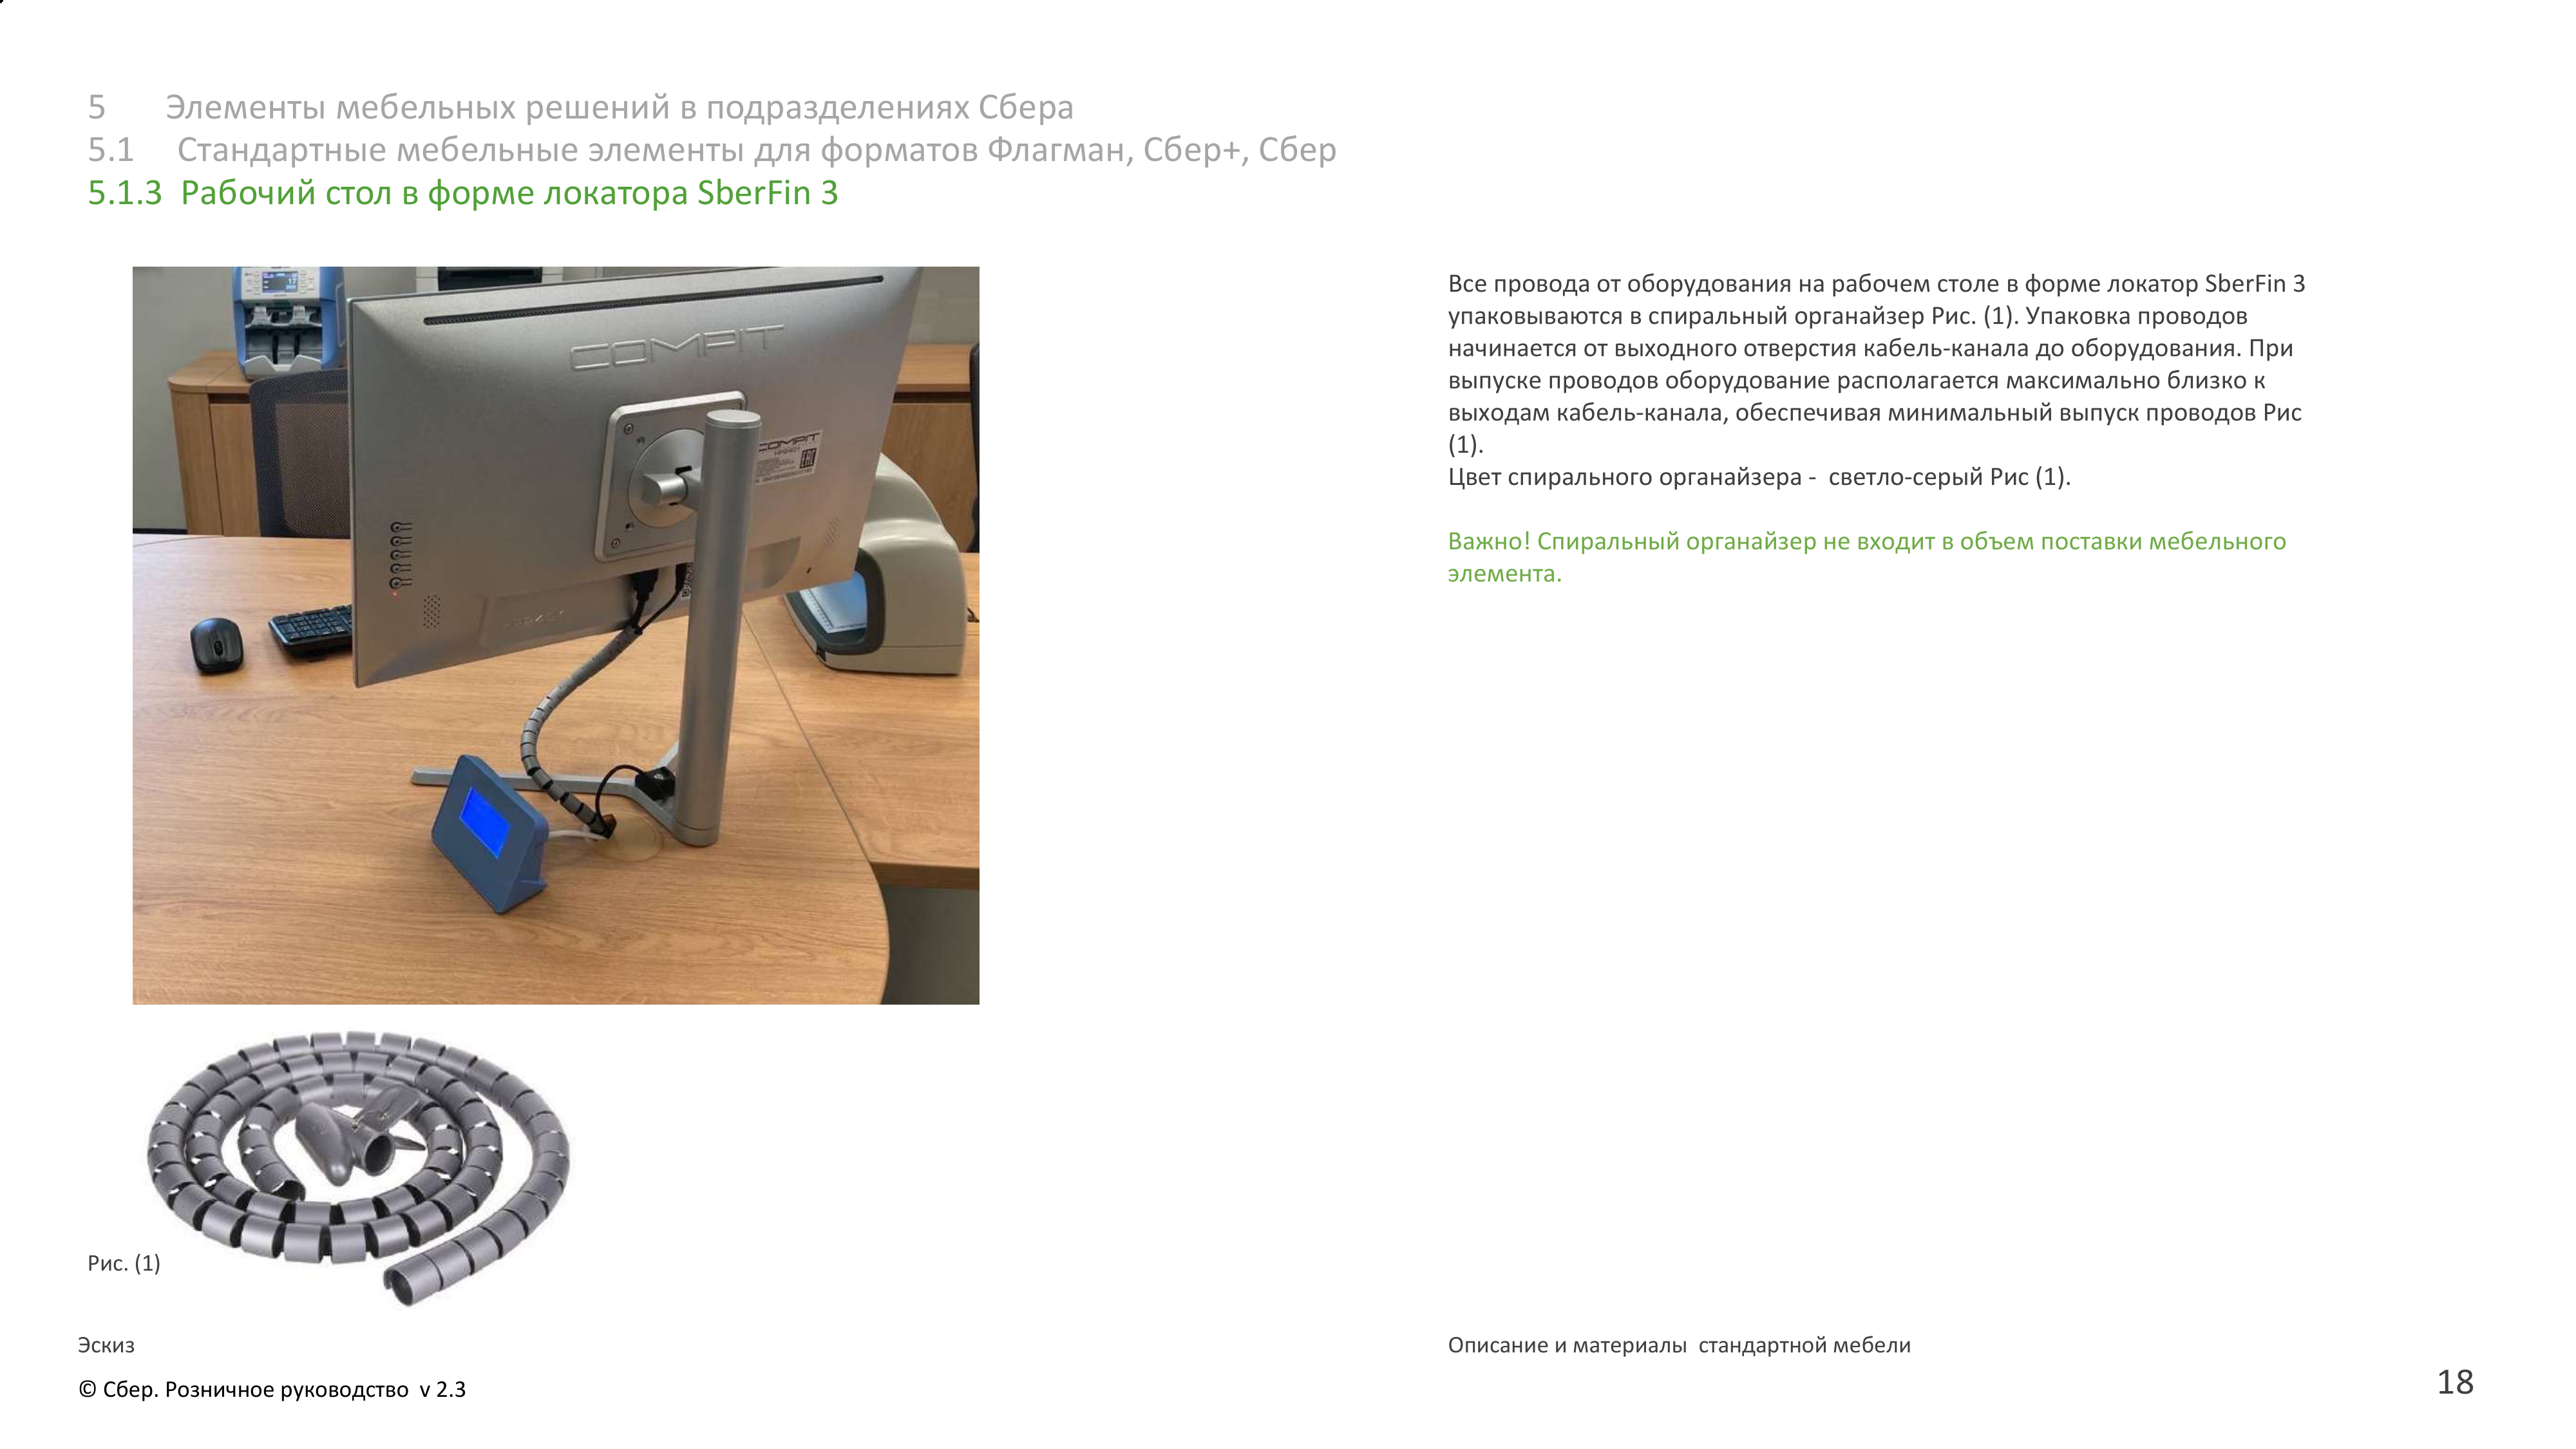 5 Элементы мебельных решений в подразделениях Сбера
5.1 Стандартные мебельные элементы для форматов Флагман, Сбер+, Сбер
5.1.3 Рабочий стол в форме локатора SberFin 3
COMPIT
COMPIT
Все провода от оборудования на рабочем столе в форме локатор SberFin 3
упаковываются в спиральный органайзер Рис. (1). Упаковка проводов
начинается от выходного отверстия кабель-канала до оборудования. При
выпуске проводов оборудование располагается максимально близко к
выходам кабель-канала, обеспечивая минимальный выпуск проводов Рис
(1).
Цвет спирального органайзера - светло-серый Рис (1).
Важно! Спиральный органайзер не входит в объем поставки мебельного
элемента.
Рис. (1)
Эскиз
Описание и материалы стандартной мебели
© Сбер. Розничное руководство v 2.3
18